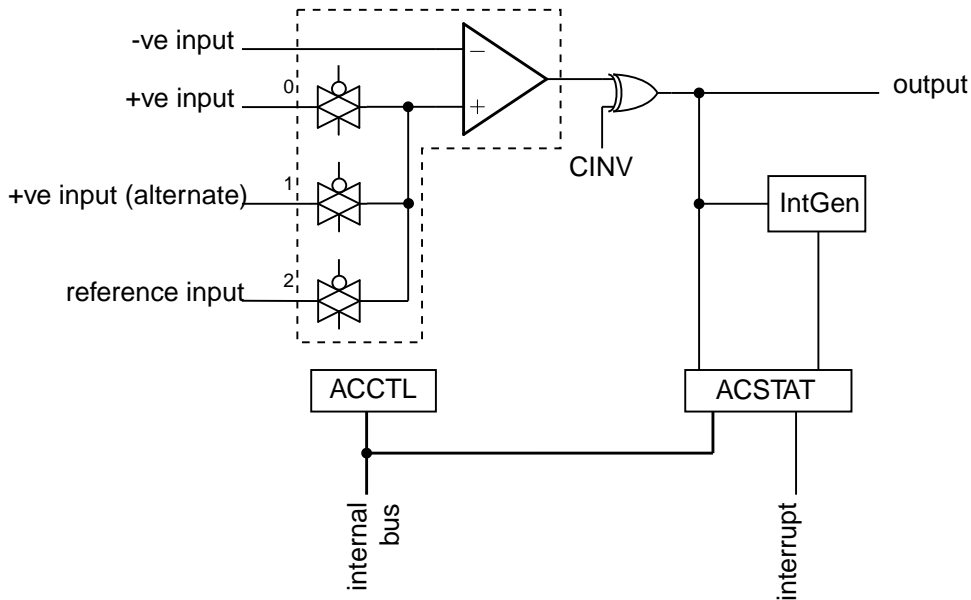 -ve input
−
output
+ve input
0
+
CINV
+ve input (alternate)
1
IntGen
reference input
2
ACCTL
ACSTAT
internal
bus
interrupt